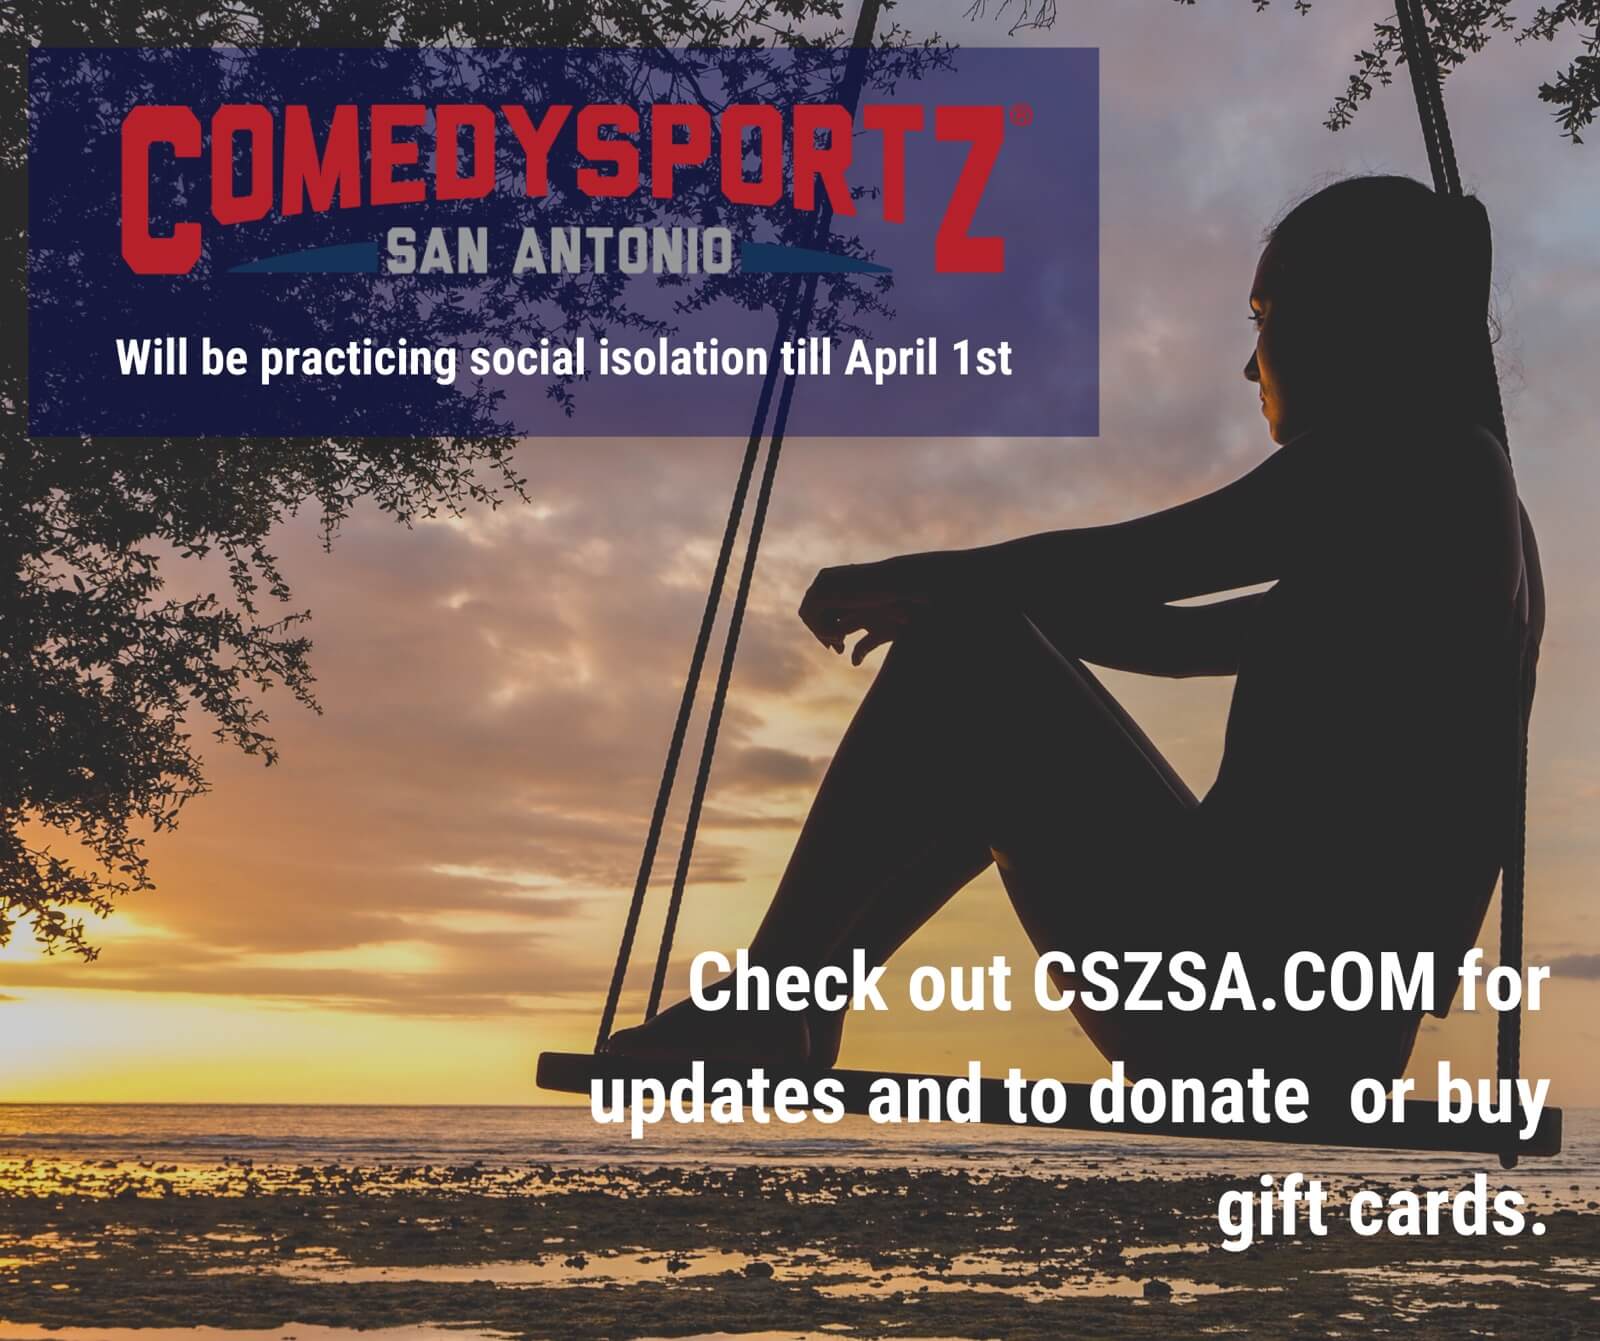 COMEDYSPORTZ®
SAN ANTONIO
Will be practicing social isolation till April 1st
Check out CSZSA.COM for
updates and to donate  or buy
gift cards.